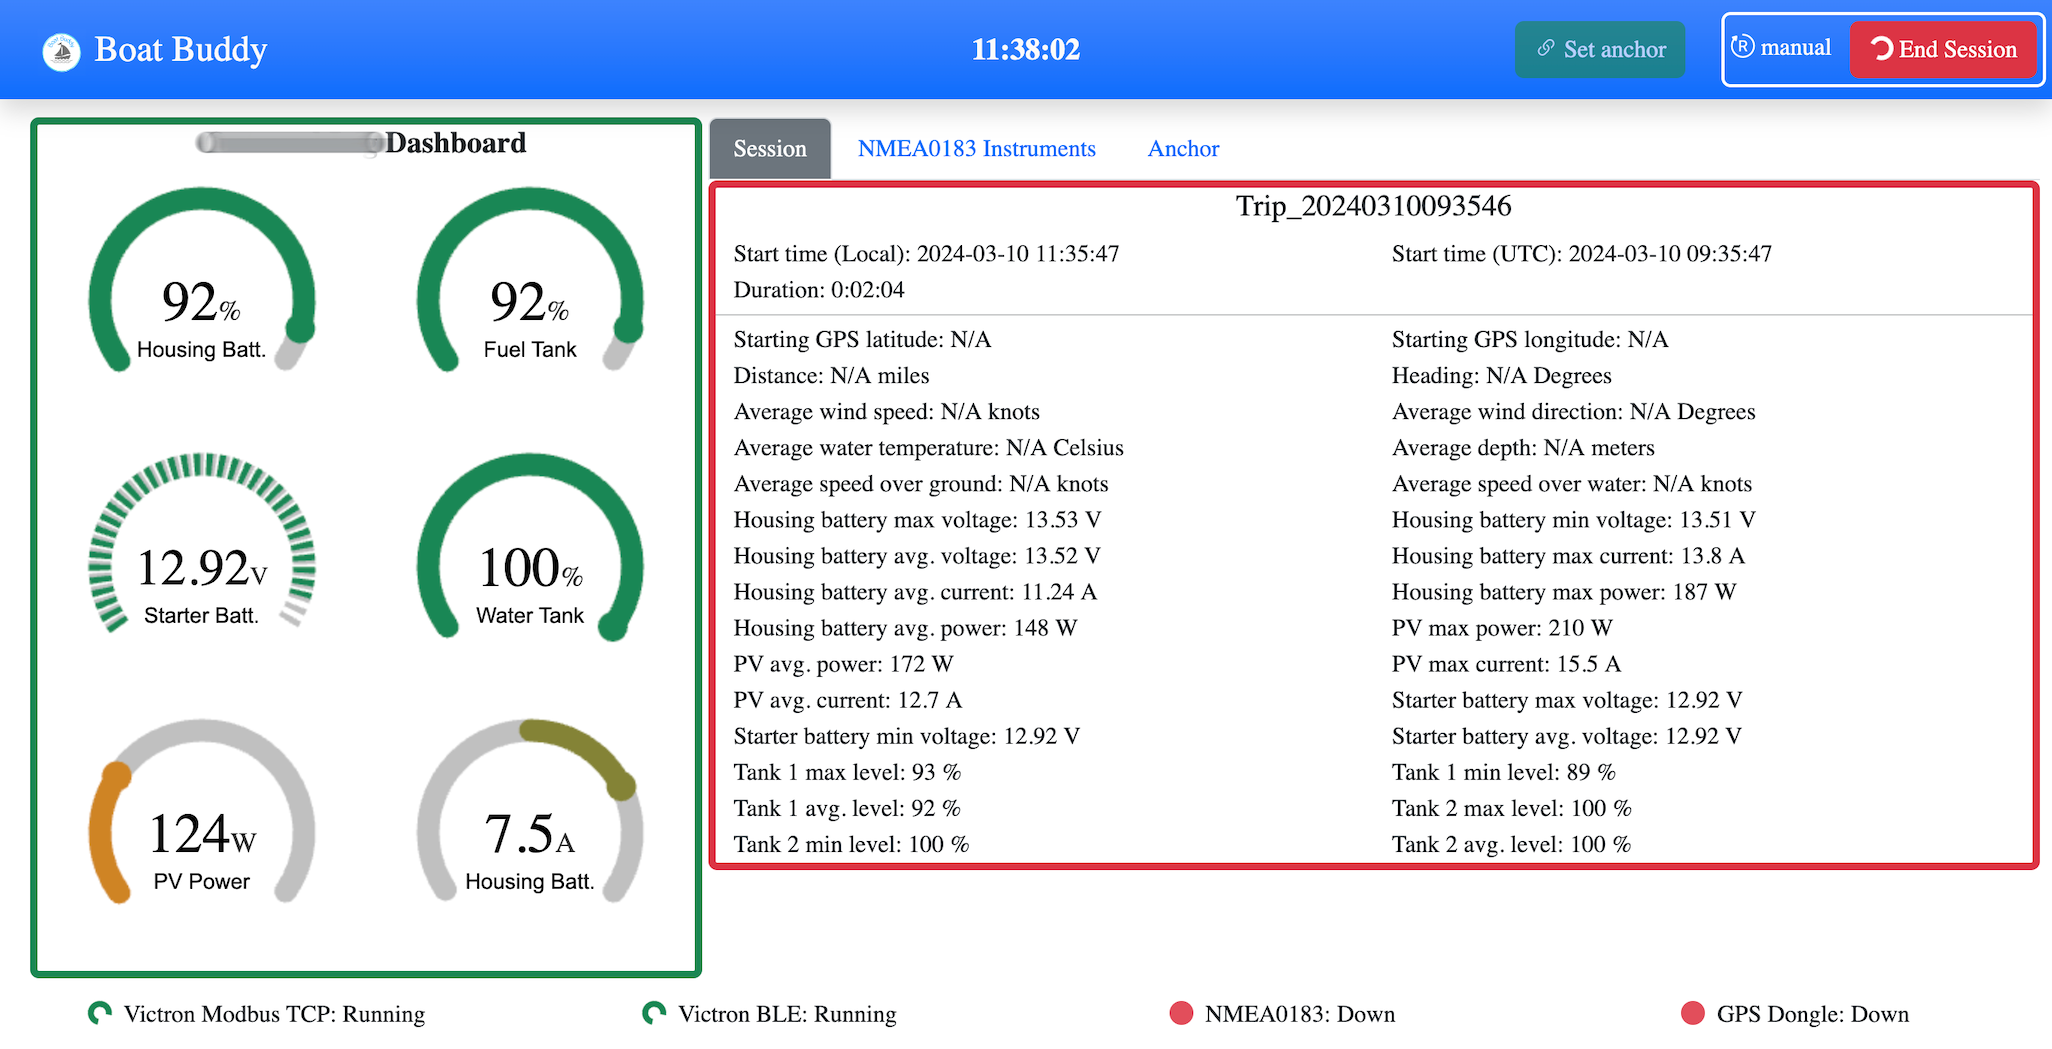 Boat Buddy
11:38:02
Set anchor
manual
End Session
Dashboard
92%
Housing Batt.
92%
Fuel Tank
12.92V
Starter Batt.
100%
Water Tank
124W
PV Power
7.5A
Housing Batt.
Session
NMEA0183 Instruments
Anchor
Trip_20240310093546
Start time (Local): 2024-03-10 11:35:47
Start time (UTC): 2024-03-10 09:35:47
Duration: 0:02:04
Starting GPS latitude: N/A
Starting GPS longitude: N/A
Distance: N/A miles
Heading: N/A Degrees
Average wind speed: N/A knots
Average wind direction: N/A Degrees
Average water temperature: N/A Celsius
Average depth: N/A meters
Average speed over ground: N/A knots
Average speed over water: N/A knots
Housing battery max voltage: 13.53 V
Housing battery min voltage: 13.51 V
Housing battery avg. voltage: 13.52 V
Housing battery max current: 13.8 A
Housing battery avg. current: 11.24 A
Housing battery max power: 187 W
Housing battery avg. power: 148 W
PV max power: 210 W
PV avg. power: 172 W
PV max current: 15.5 A
PV avg. current: 12.7 A
Starter battery max voltage: 12.92 V
Starter battery min voltage: 12.92 V
Starter battery avg. voltage: 12.92 V
Tank 1 max level: 93 %
Tank 1 min level: 89 %
Tank 1 avg. level: 92 %
Tank 2 max level: 100 %
Tank 2 min level: 100 %
Tank 2 avg. level: 100 %
Victron Modbus TCP: Running
Victron BLE: Running
NMEA0183: Down
GPS Dongle: Down